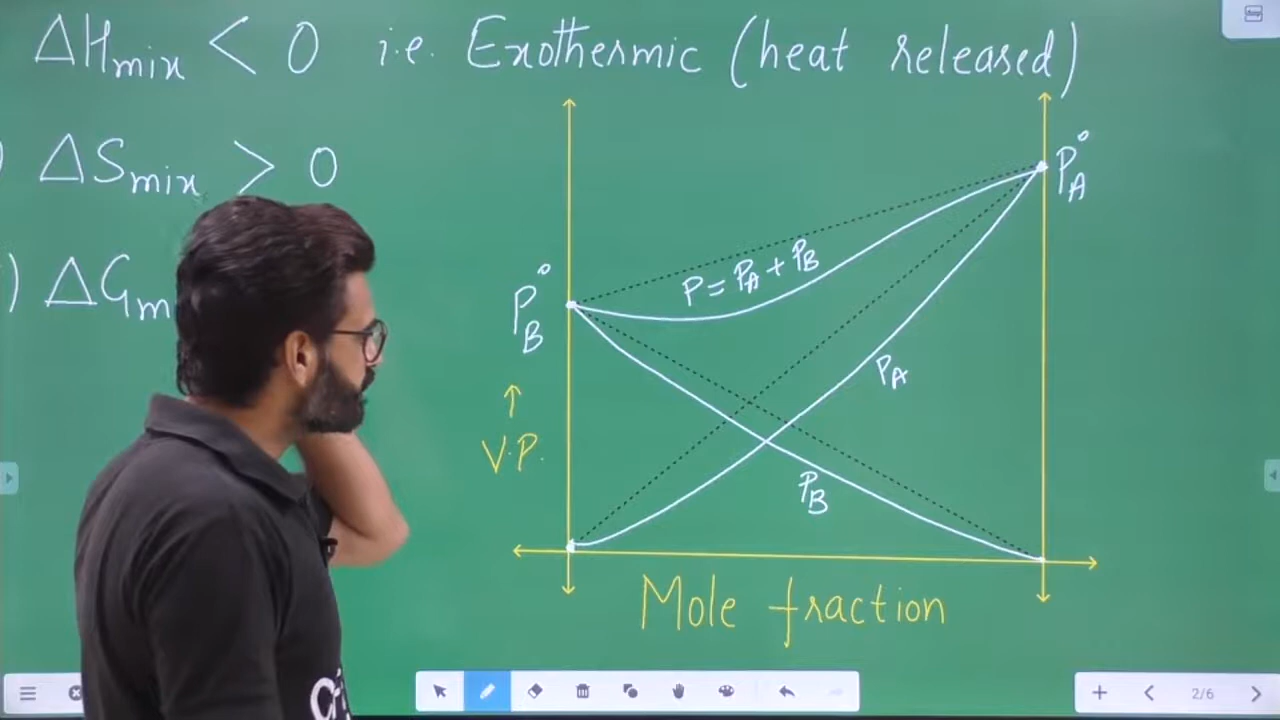 ΔHmix < 0 i.e. Exothermic (heat released)
) ΔSmix > 0
) ΔGm
P°A
P°B
P = PA + PB
PA
PB
↑
V.P.
Mole fraction
2/6